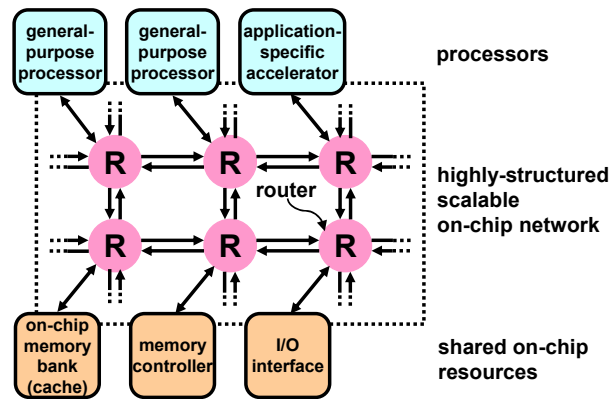 general-
purpose
processor
general-
purpose
processor
application-
specific
accelerator
processors
R
R
R
highly-structured
scalable
on-chip network
router
R
R
R
on-chip
memory
bank
(cache)
memory
controller
I/O
interface
shared on-chip
resources